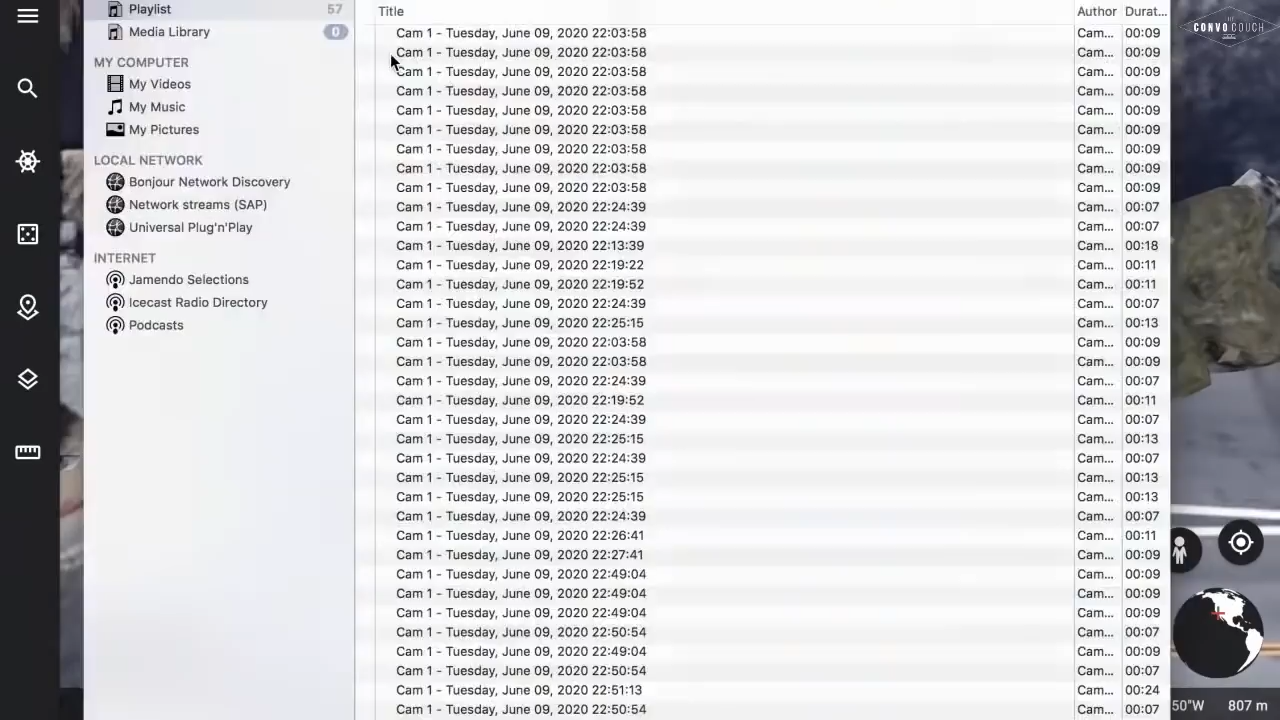 Playlist 57
Media Library 0
MY COMPUTER
My Videos
My Music
My Pictures
LOCAL NETWORK
Bonjour Network Discovery
Network streams (SAP)
Universal Plug'n'Play
INTERNET
Jamendo Selections
Icecast Radio Directory
Podcasts
Title Author Durat...
Cam 1 - Tuesday, June 09, 2020 22:03:58 Cam... 00:09
Cam 1 - Tuesday, June 09, 2020 22:03:58 Cam... 00:09
Cam 1 - Tuesday, June 09, 2020 22:03:58 Cam... 00:09
Cam 1 - Tuesday, June 09, 2020 22:03:58 Cam... 00:09
Cam 1 - Tuesday, June 09, 2020 22:03:58 Cam... 00:09
Cam 1 - Tuesday, June 09, 2020 22:03:58 Cam... 00:09
Cam 1 - Tuesday, June 09, 2020 22:03:58 Cam... 00:09
Cam 1 - Tuesday, June 09, 2020 22:03:58 Cam... 00:09
Cam 1 - Tuesday, June 09, 2020 22:03:58 Cam... 00:09
Cam 1 - Tuesday, June 09, 2020 22:24:39 Cam... 00:07
Cam 1 - Tuesday, June 09, 2020 22:24:39 Cam... 00:07
Cam 1 - Tuesday, June 09, 2020 22:13:39 Cam... 00:18
Cam 1 - Tuesday, June 09, 2020 22:19:22 Cam... 00:11
Cam 1 - Tuesday, June 09, 2020 22:19:52 Cam... 00:11
Cam 1 - Tuesday, June 09, 2020 22:24:39 Cam... 00:07
Cam 1 - Tuesday, June 09, 2020 22:25:15 Cam... 00:13
Cam 1 - Tuesday, June 09, 2020 22:03:58 Cam... 00:09
Cam 1 - Tuesday, June 09, 2020 22:03:58 Cam... 00:09
Cam 1 - Tuesday, June 09, 2020 22:24:39 Cam... 00:07
Cam 1 - Tuesday, June 09, 2020 22:19:52 Cam... 00:11
Cam 1 - Tuesday, June 09, 2020 22:24:39 Cam... 00:07
Cam 1 - Tuesday, June 09, 2020 22:25:15 Cam... 00:13
Cam 1 - Tuesday, June 09, 2020 22:24:39 Cam... 00:07
Cam 1 - Tuesday, June 09, 2020 22:25:15 Cam... 00:13
Cam 1 - Tuesday, June 09, 2020 22:25:15 Cam... 00:13
Cam 1 - Tuesday, June 09, 2020 22:24:39 Cam... 00:07
Cam 1 - Tuesday, June 09, 2020 22:26:41 Cam... 00:11
Cam 1 - Tuesday, June 09, 2020 22:27:41 Cam... 00:09
Cam 1 - Tuesday, June 09, 2020 22:49:04 Cam... 00:09
Cam 1 - Tuesday, June 09, 2020 22:49:04 Cam... 00:09
Cam 1 - Tuesday, June 09, 2020 22:49:04 Cam... 00:09
Cam 1 - Tuesday, June 09, 2020 22:50:54 Cam... 00:07
Cam 1 - Tuesday, June 09, 2020 22:49:04 Cam... 00:09
Cam 1 - Tuesday, June 09, 2020 22:50:54 Cam... 00:07
Cam 1 - Tuesday, June 09, 2020 22:51:13 Cam... 00:24
Cam 1 - Tuesday, June 09, 2020 22:50:54 Cam... 00:07
THE
CONVO COUCH
50"W 807 m